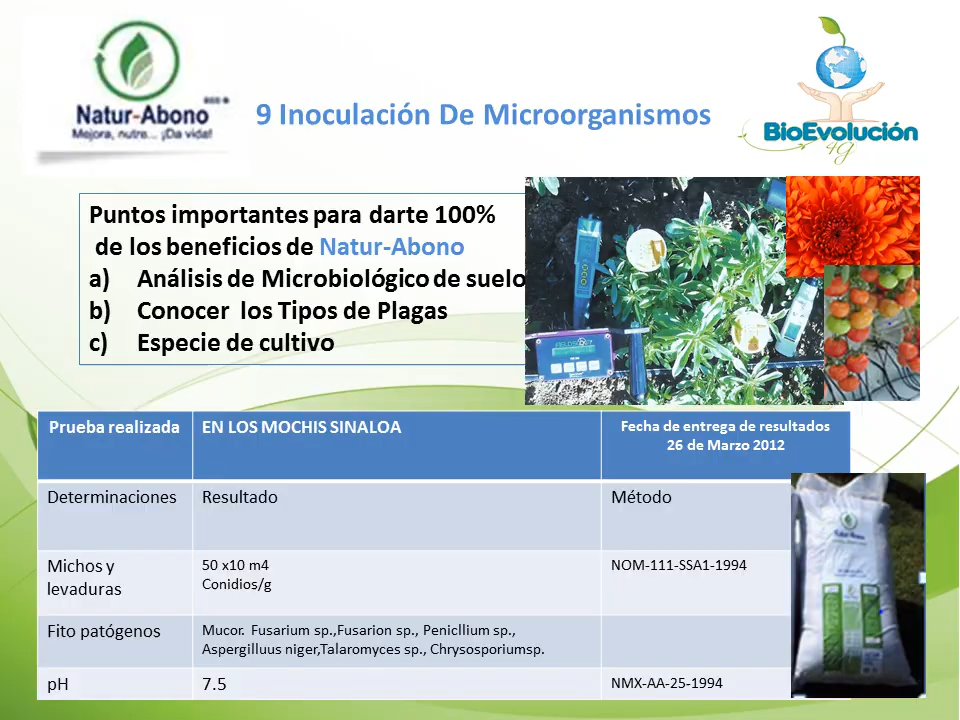 Natur-Abono
Mejora, nutre... ¡Da vida!
9 Inoculación De Microorganismos
BioEvolución
4g
Puntos importantes para darte 100%
de los beneficios de Natur-Abono
a) Análisis de Microbiológico de suelo
b) Conocer los Tipos de Plagas
c) Especie de cultivo
Prueba realizada EN LOS MOCHIS SINALOA Fecha de entrega de resultados
26 de Marzo 2012
Determinaciones Resultado Método
Michos y
levaduras
50 x10 m4
Conidios/g
NOM-111-SSA1-1994
Fito patógenos
Mucor. Fusarium sp.,Fusarion sp., Penicllium sp.,
Aspergilluus niger,Talaromyces sp., Chrysosporiumsp.
pH 7.5 NMX-AA-25-1994
Natur-Abono